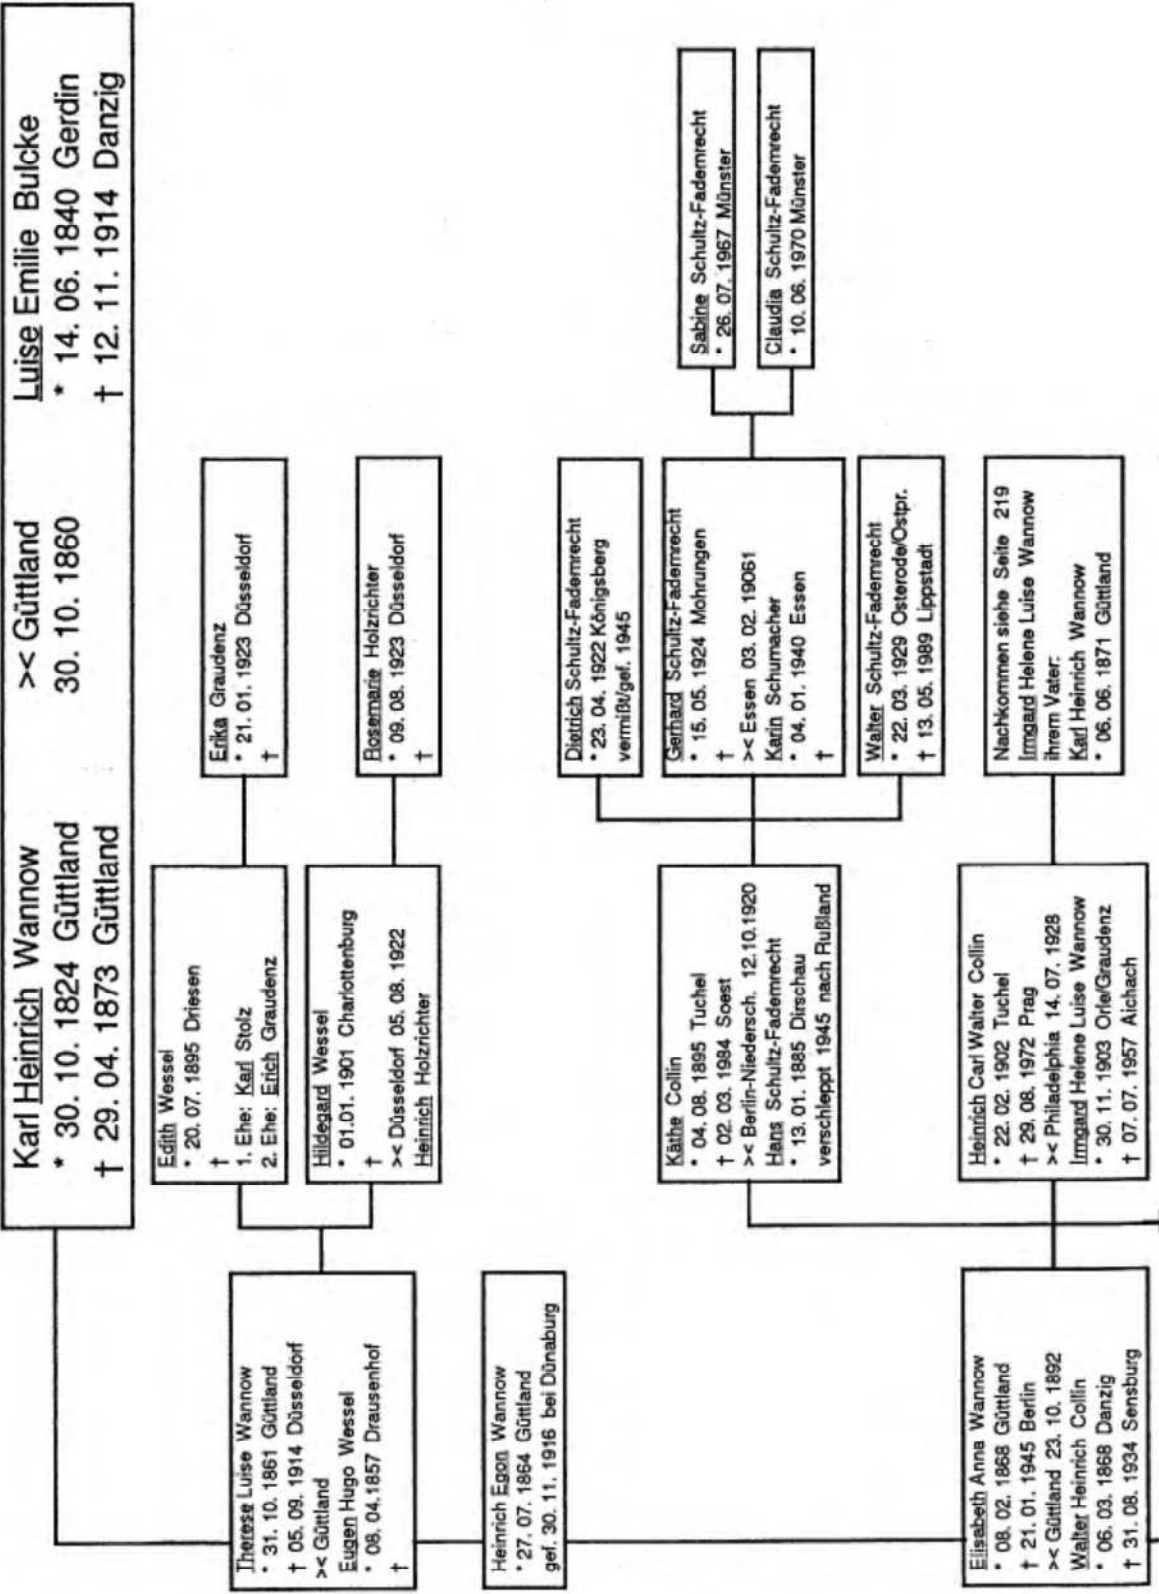 Karl Heinrich Wannow
* 30. 10. 1824 Güttland
† 29. 04. 1873 Güttland
>< Güttland
30. 10. 1860
Luise Emilie Bulcke
* 14. 06. 1840 Gerdin
† 12. 11. 1914 Danzig
Therese Luise Wannow
* 31. 10. 1861 Güttland
† 05. 09. 1914 Düsseldorf
>< Güttland
Eugen Hugo Wessel
* 08. 04.1857 Drausenhof
†
Edith Wessel
* 20. 07. 1895 Driesen
†
1. Ehe: Karl Stolz
2. Ehe: Erich Graudenz
Erika Graudenz
* 21. 01. 1923 Düsseldorf
†
Hildegard Wessel
* 01.01. 1901 Charlottenburg
†
>< Düsseldorf 05. 08. 1922
Heinrich Holzrichter
Rosemarie Holzrichter
* 09. 08. 1923 Düsseldorf
†
Heinrich Egon Wannow
* 27. 07. 1864 Güttland
gef. 30. 11. 1916 bei Dünaburg
Elisabeth Anna Wannow
* 08. 02. 1868 Güttland
† 21. 01. 1945 Berlin
>< Güttland 23. 10. 1892
Walter Heinrich Collin
* 06. 03. 1868 Danzig
† 31. 08. 1934 Sensburg
Käthe Collin
* 04. 08. 1895 Tuchel
† 02. 03. 1984 Soest
>< Berlin-Niedersch. 12.10.1920
Hans Schultz-Fademrecht
* 13. 01. 1885 Dirschau
verschleppt 1945 nach Rußland
Dietrich Schultz-Fademrecht
* 23. 04. 1922 Königsberg
vermißt/gef. 1945
Gerhard Schultz-Fademrecht
* 15. 05. 1924 Mohrungen
†
>< Essen 03. 02. 19061
Karin Schumacher
* 04. 01. 1940 Essen
†
Walter Schultz-Fademrecht
* 22. 03. 1929 Osterode/Ostpr.
† 13. 05. 1989 Lippstadt
Sabine Schultz-Fademrecht
* 26. 07. 1967 Münster
Claudia Schultz-Fademrecht
* 10. 06. 1970 Münster
Heinrich Carl Walter Collin
* 22. 02. 1902 Tuchel
† 29. 08. 1972 Prag
>< Philadelphia 14. 07. 1928
Irmgard Helene Luise Wannow
* 30. 11. 1903 Orle/Graudenz
† 07. 07. 1957 Aichach
Nachkommen siehe Seite 219
Irmgard Helene Luise Wannow
ihrem Vater:
Karl Heinrich Wannow
* 06. 06. 1871 Güttland